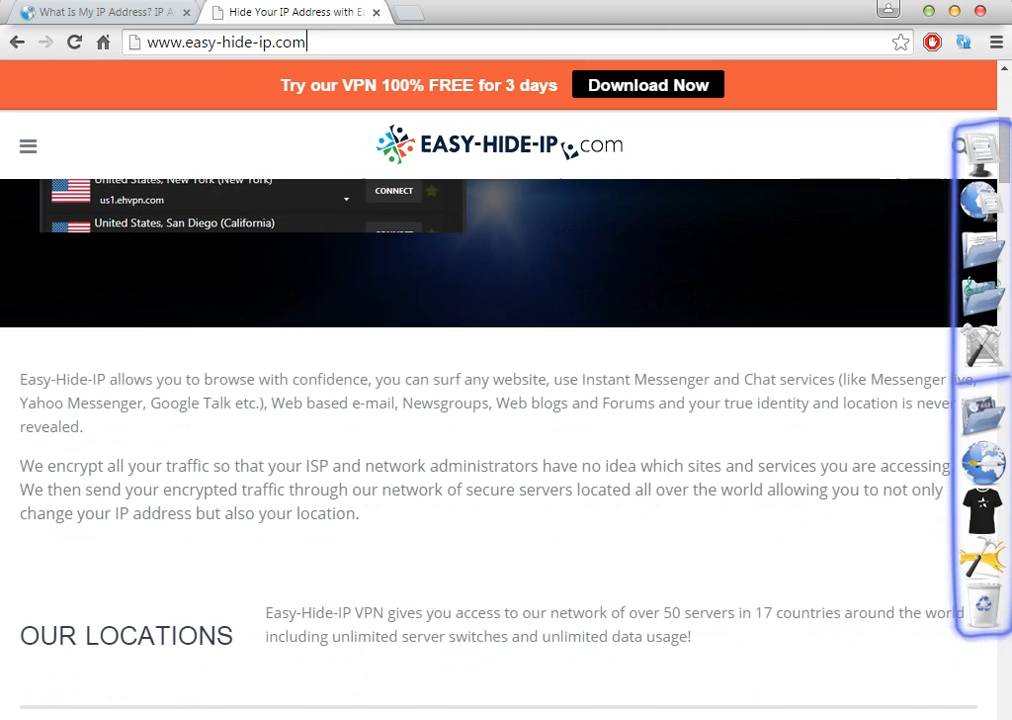 What Is My IP Address? IP A
Hide Your IP Address with Ea
www.easy-hide-ip.com
Try our VPN 100% FREE for 3 days Download Now
EASY-HIDE-IP.com
United States, New York (New York)
us1.ehvpn.com CONNECT
United States, San Diego (California)
Easy-Hide-IP allows you to browse with confidence, you can surf any website, use Instant Messenger and Chat services (like Messenger live,
Yahoo Messenger, Google Talk etc.), Web based e-mail, Newsgroups, Web blogs and Forums and your true identity and location is never
revealed.
We encrypt all your traffic so that your ISP and network administrators have no idea which sites and services you are accessing
We then send your encrypted traffic through our network of secure servers located all over the world allowing you to not only
change your IP address but also your location.
OUR LOCATIONS
Easy-Hide-IP VPN gives you access to our network of over 50 servers in 17 countries around the world
including unlimited server switches and unlimited data usage!